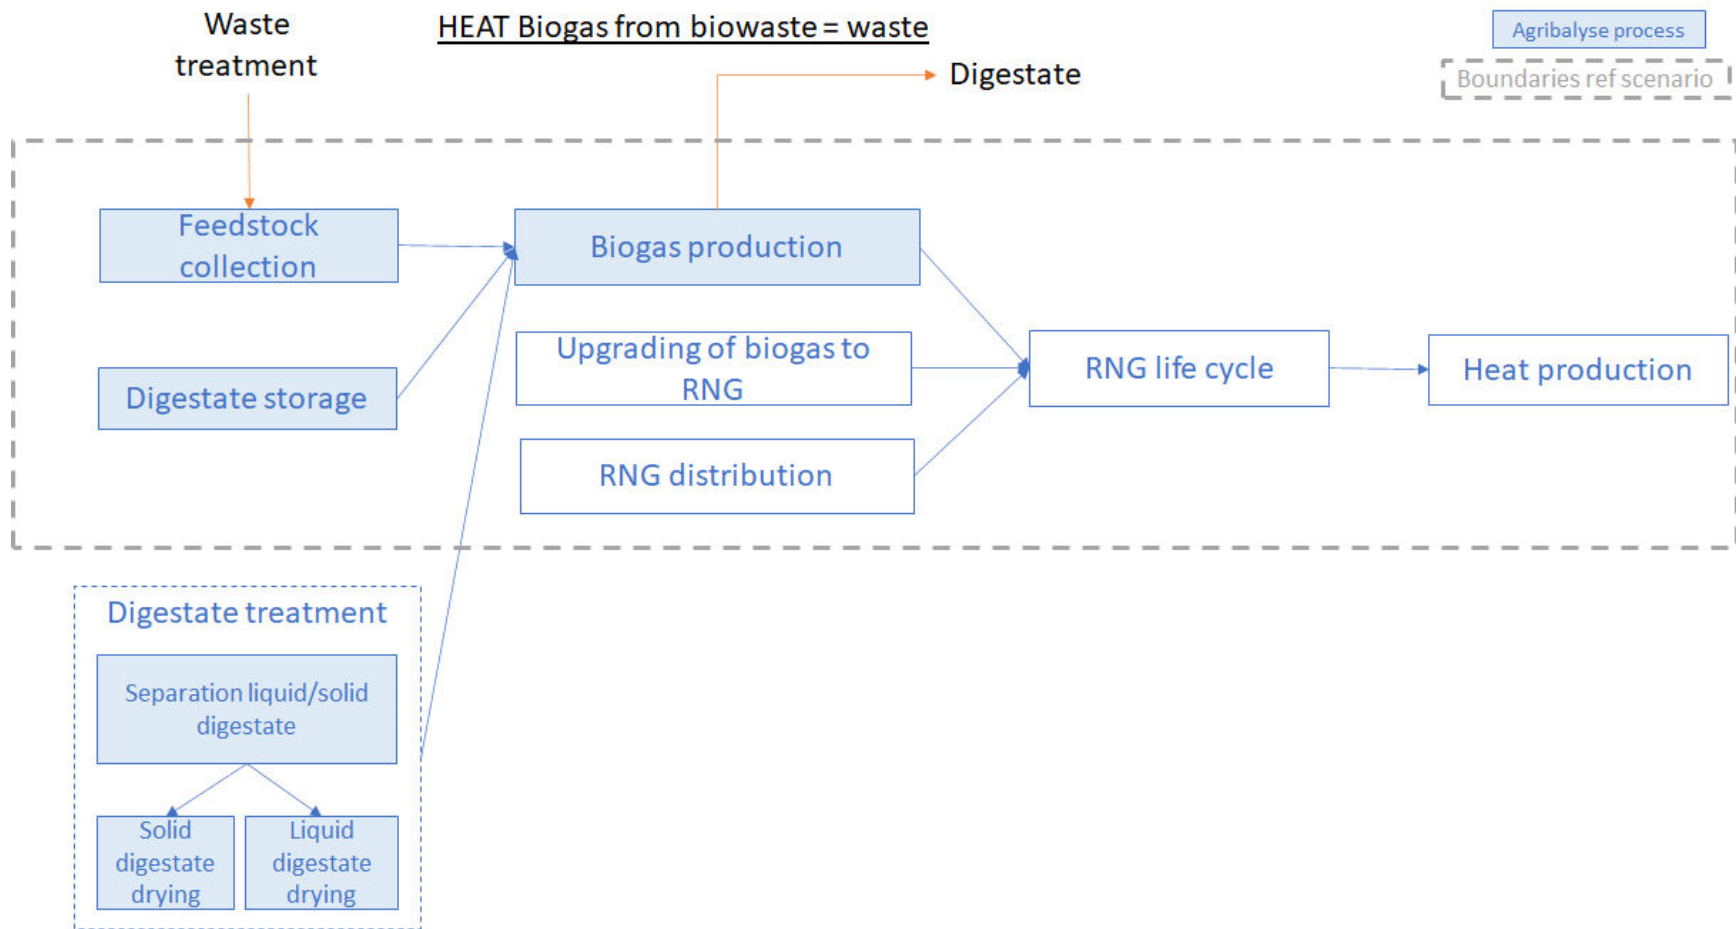 Waste
treatment
HEAT Biogas from biowaste = waste
Digestate
Agribalyse process
Boundaries ref scenario
Feedstock
collection
Biogas production
Upgrading of biogas to
RNG
RNG life cycle
Heat production
Digestate storage
RNG distribution
Digestate treatment
Separation liquid/solid
digestate
Solid
digestate
drying
Liquid
digestate
drying